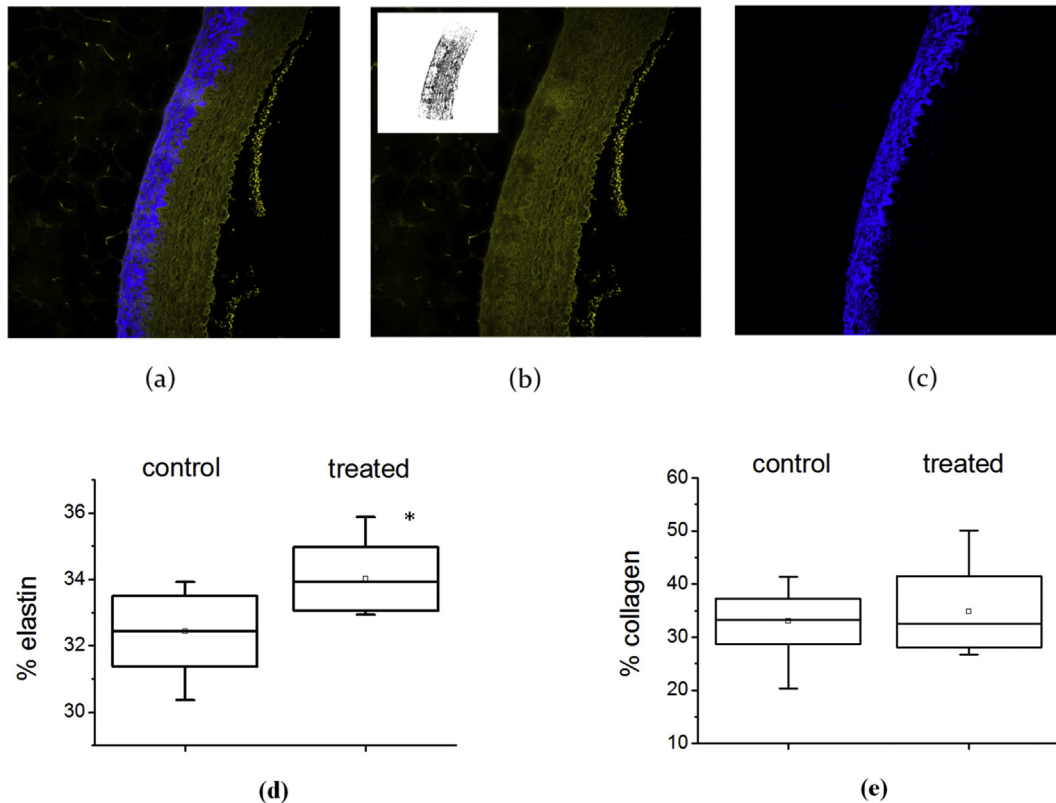 (a)
(b)
(c)
control
treated
36
34
32
30
% elastin
*
(d)
control
treated
60
50
40
30
20
10
% collagen
(e)